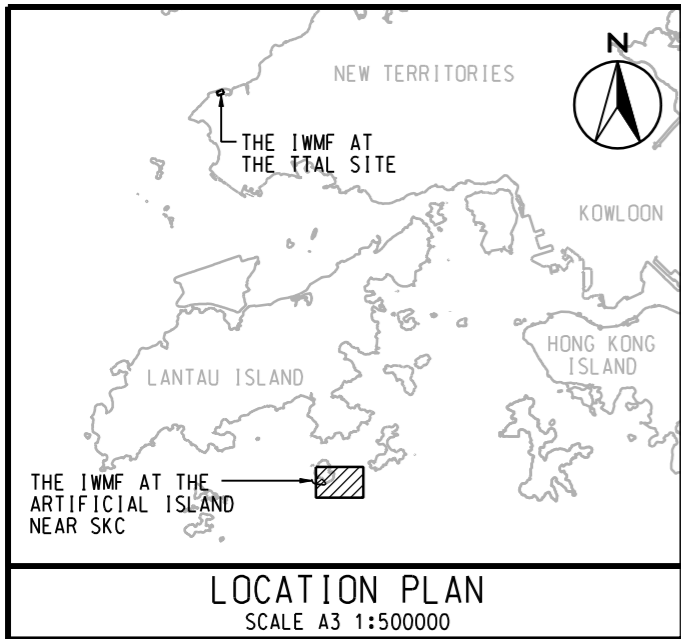 N
NEW TERRITORIES
THE IWMF AT
THE TTAL SITE
KOWLOON
HONG KONG
ISLAND
LANTAU ISLAND
THE IWMF AT THE
ARTIFICIAL ISLAND
NEAR SKC
LOCATION PLAN
SCALE A3 1:500000